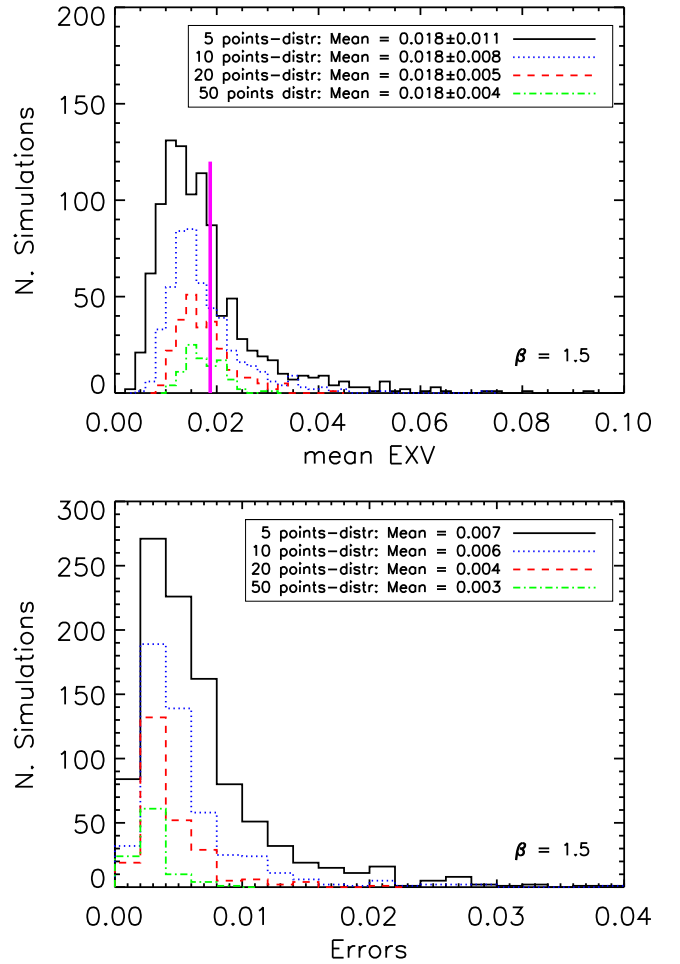 200
5 points-distr: Mean = 0.018±0.011
10 points-distr: Mean = 0.018±0.008
20 points-distr: Mean = 0.018±0.005
50 points distr: Mean = 0.018±0.004
150
100
50
0
N. Simulations
β = 1.5
0.00 0.02 0.04 0.06 0.08 0.10
mean EXV
300
5 points-distr: Mean = 0.007
10 points-distr: Mean = 0.006
20 points-distr: Mean = 0.004
50 points-distr: Mean = 0.003
250
200
150
100
50
0
N. Simulations
β = 1.5
0.00 0.01 0.02 0.03 0.04
Errors